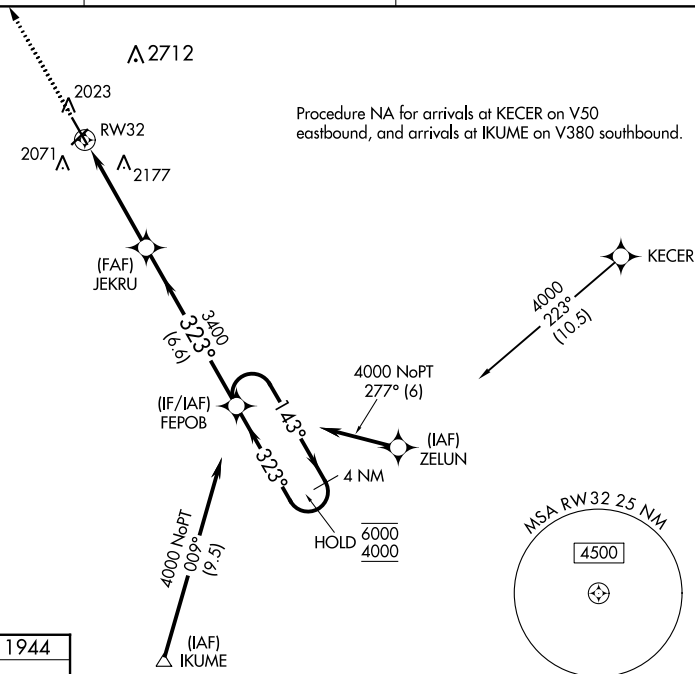 2712
2023
RW32
2071
2177
Procedure NA for arrivals at KECER on V50
eastbound, and arrivals at IKUME on V380 southbound.
(FAF)
JEKRU
KECER
4000
223°
(10.5)
3400
323°
(6.6)
4000 NoPT
277° (6)
(IF/IAF)
FEPOB
143°
(IAF)
ZELUN
323°
4 NM
HOLD
6000
4000
MSA RW32 25 NM
4500
4000 NoPT
009°
(9.5)
1944
(IAF)
IKUME